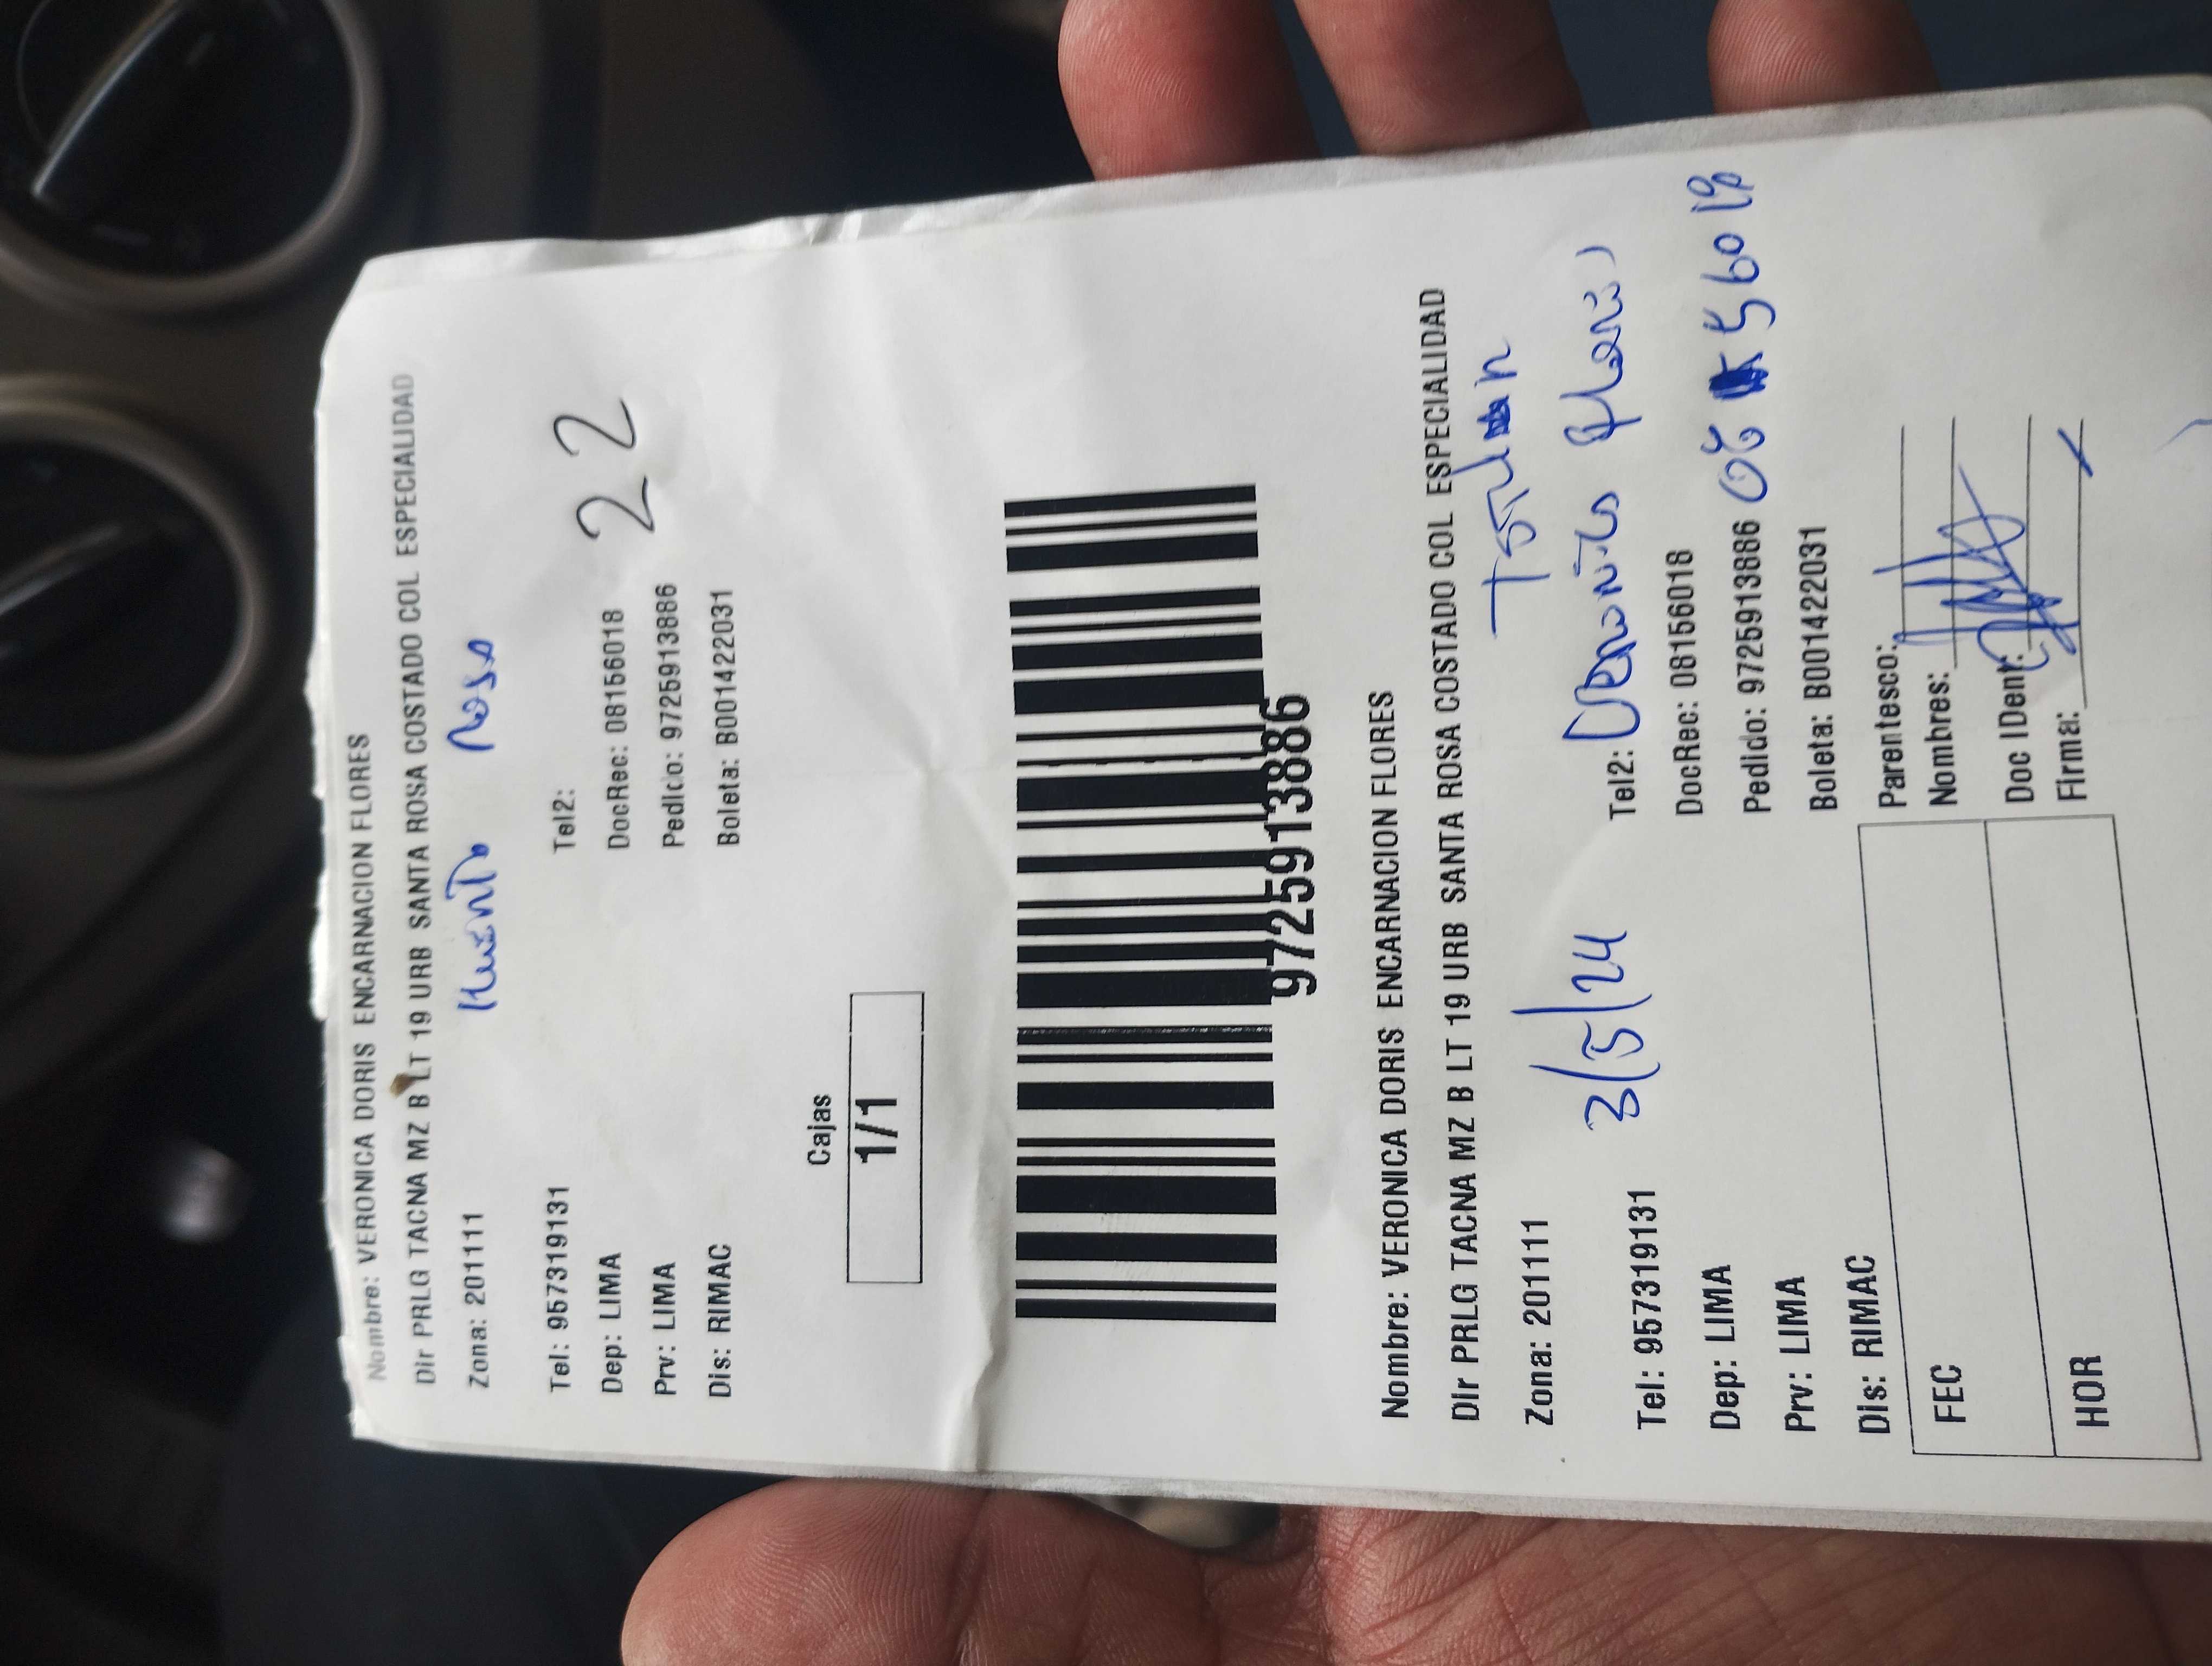 Nombre: VERONICA DORIS ENCARNACION FLORES
Dir PRLG TACNA MZ B LT 19 URB SANTA ROSA COSTADO COL ESPECIALIDAD
Zona: 201111
Tel: 957319131 Tel2:
Dep: LIMA DocRec: 08156018
22
Prv: LIMA Pedido: 9725913886
Dis: RIMAC Boleta: B001422031
Cajas
1/1
9725913886
Nombre: VERONICA DORIS ENCARNACION FLORES
Dir PRLG TACNA MZ B LT 19 URB SANTA ROSA COSTADO COL ESPECIALIDAD
Zona: 201111
3/5/24
Tel: 957319131 Tel2:
Dep: LIMA DocRec: 08156018
Prv: LIMA Pedido: 9725913886
Dis: RIMAC Boleta: B001422031
FEC
HOR
Parentesco:
Nombres:
Doc IDent:
Firma: